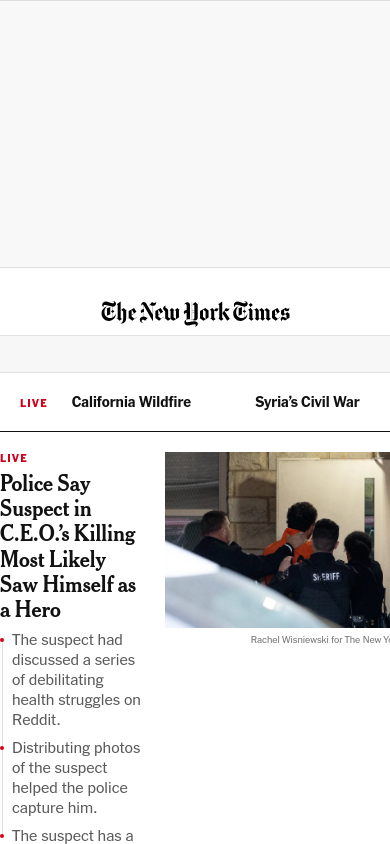 The New York Times
LIVE California Wildfire Syria’s Civil War
LIVE
Police Say
Suspect in
C.E.O.’s Killing
Most Likely
Saw Himself as
a Hero
SHERIFF
Rachel Wisniewski for The New Yo
The suspect had
discussed a series
of debilitating
health struggles on
Reddit.
Distributing photos
of the suspect
helped the police
capture him.
The suspect has a